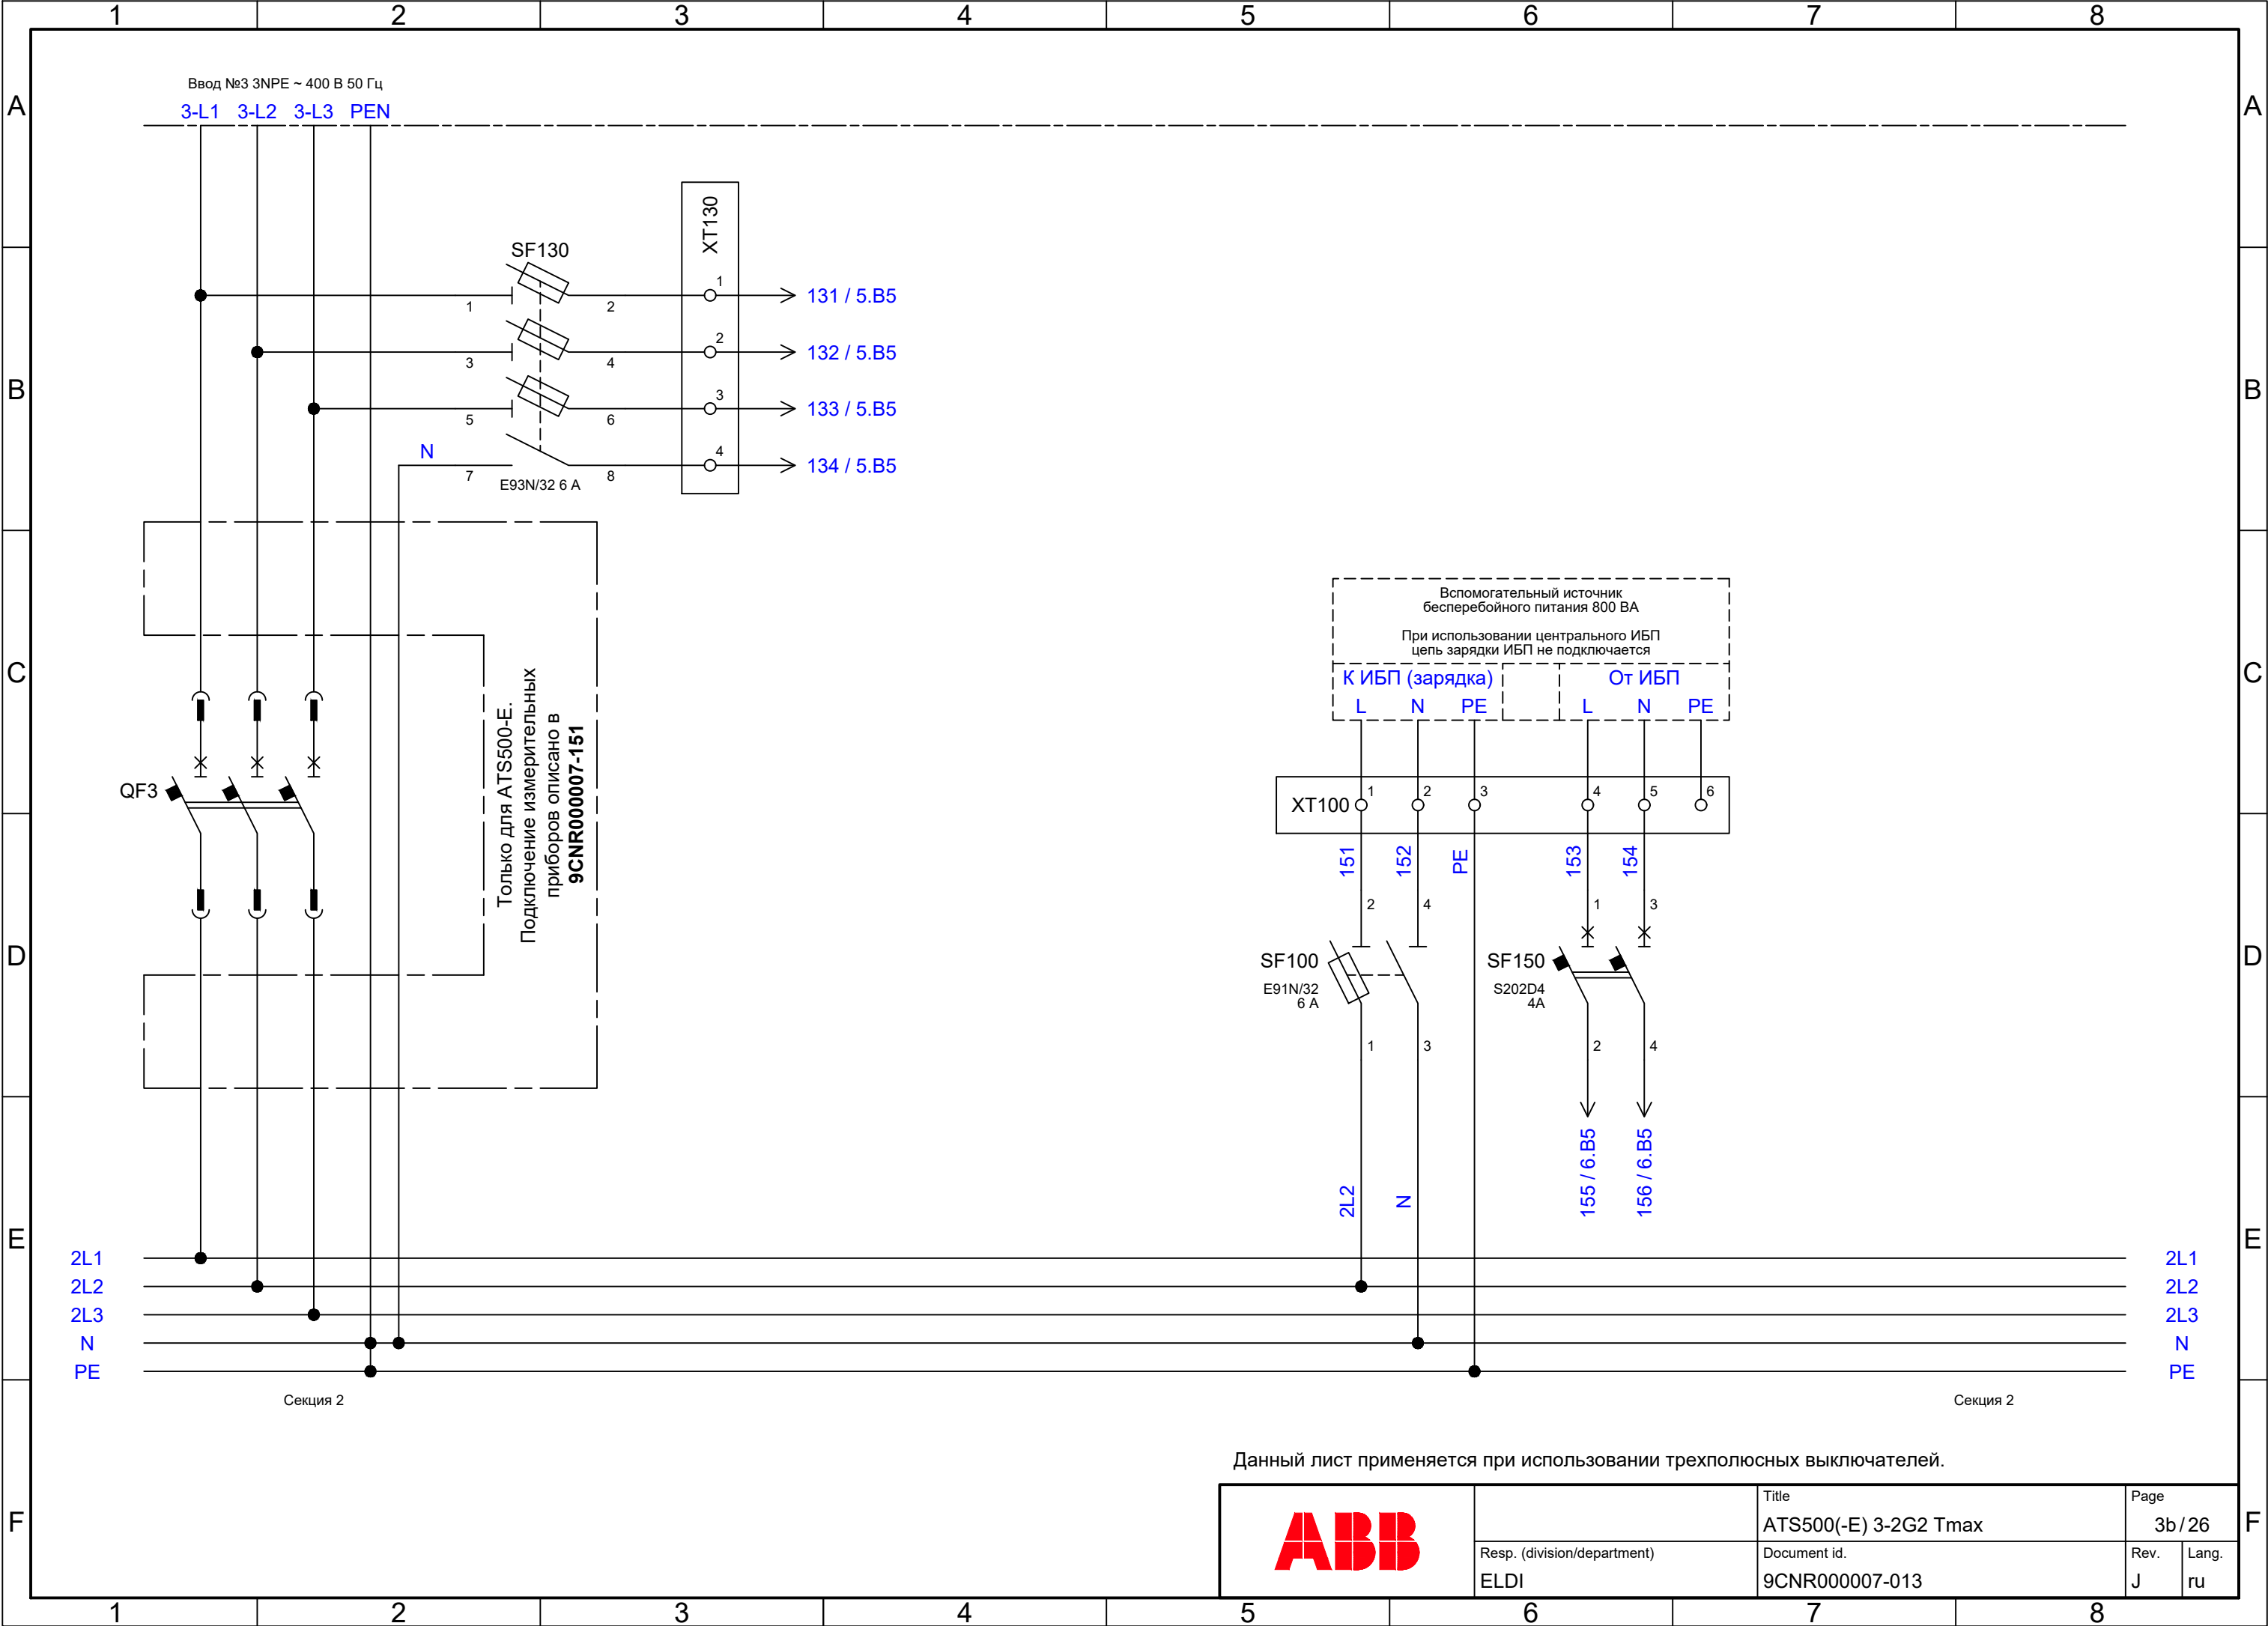 1 2 3 4 5 6 7 8
A A
Ввод №3 3NPE ~ 400 В 50 Гц
3-L1 3-L2 3-L3 PEN
XT130
SF130
1 2 1 131 / 5.B5
3 4 2 132 / 5.B5
B B
5 6 3 133 / 5.B5
N 7 8 4 134 / 5.B5
E93N/32 6 A
Только для ATS500-E.
Подключение измерительных
приборов описано в
9CNR000007-151
QF3
Вспомогательный источник
бесперебойного питания 800 ВА
При использовании центрального ИБП
цепь зарядки ИБП не подключается
C C
К ИБП (зарядка) От ИБП
L N PE L N PE
XT100 1 2 3 4 5 6
151 152 PE 153 154
2 4 1 3
D D
SF100
E91N/32
6 A
SF150
S202D4
4A
1 3 2 4
2L2 N 155 / 6.B5 156 / 6.B5
E E
2L1 2L1
2L2 2L2
2L3 2L3
N N
PE PE
Секция 2 Секция 2
Данный лист применяется при использовании трехполюсных выключателей.
F F
ABB
Title
ATS500(-E) 3-2G2 Tmax
Page
3b / 26
Resp. (division/department)
ELDI
Document id.
9CNR000007-013
Rev.
J
Lang.
ru
1 2 3 4 5 6 7 8